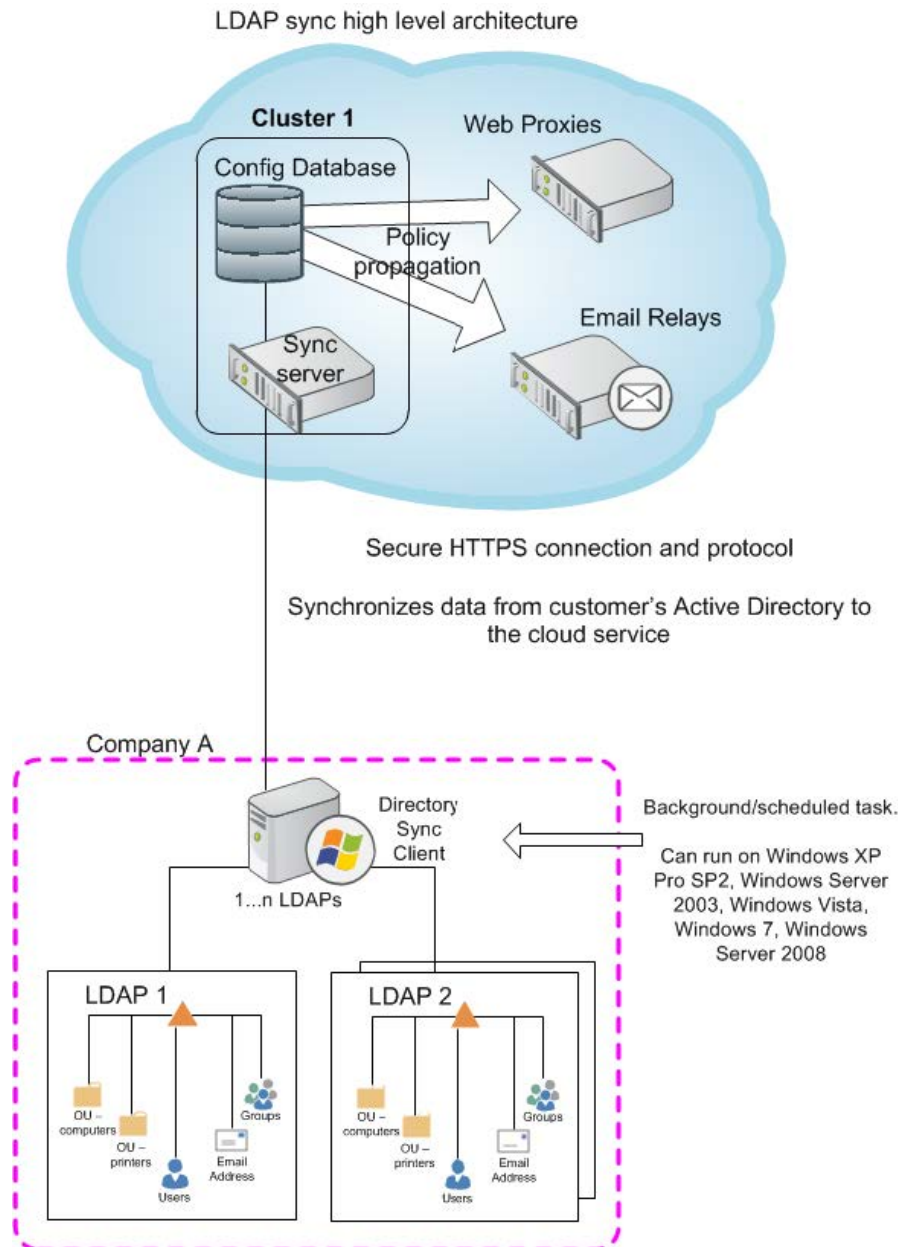 LDAP sync high level architecture
Cluster 1
Config Database
Web Proxies
Policy
propagation
Email Relays
Sync
server
Secure HTTPS connection and protocol
Synchronizes data from customer's Active Directory to
the cloud service
Company A
Directory
Sync
Client
1...n LDAPs
Background/scheduled task.
Can run on Windows XP
Pro SP2, Windows Server
2003, Windows Vista,
Windows 7, Windows
Server 2008
LDAP 1
OU –
computers
OU –
printers
Users
Email
Address
Groups
LDAP 2
OU –
computers
OU –
printers
Users
Email
Address
Groups